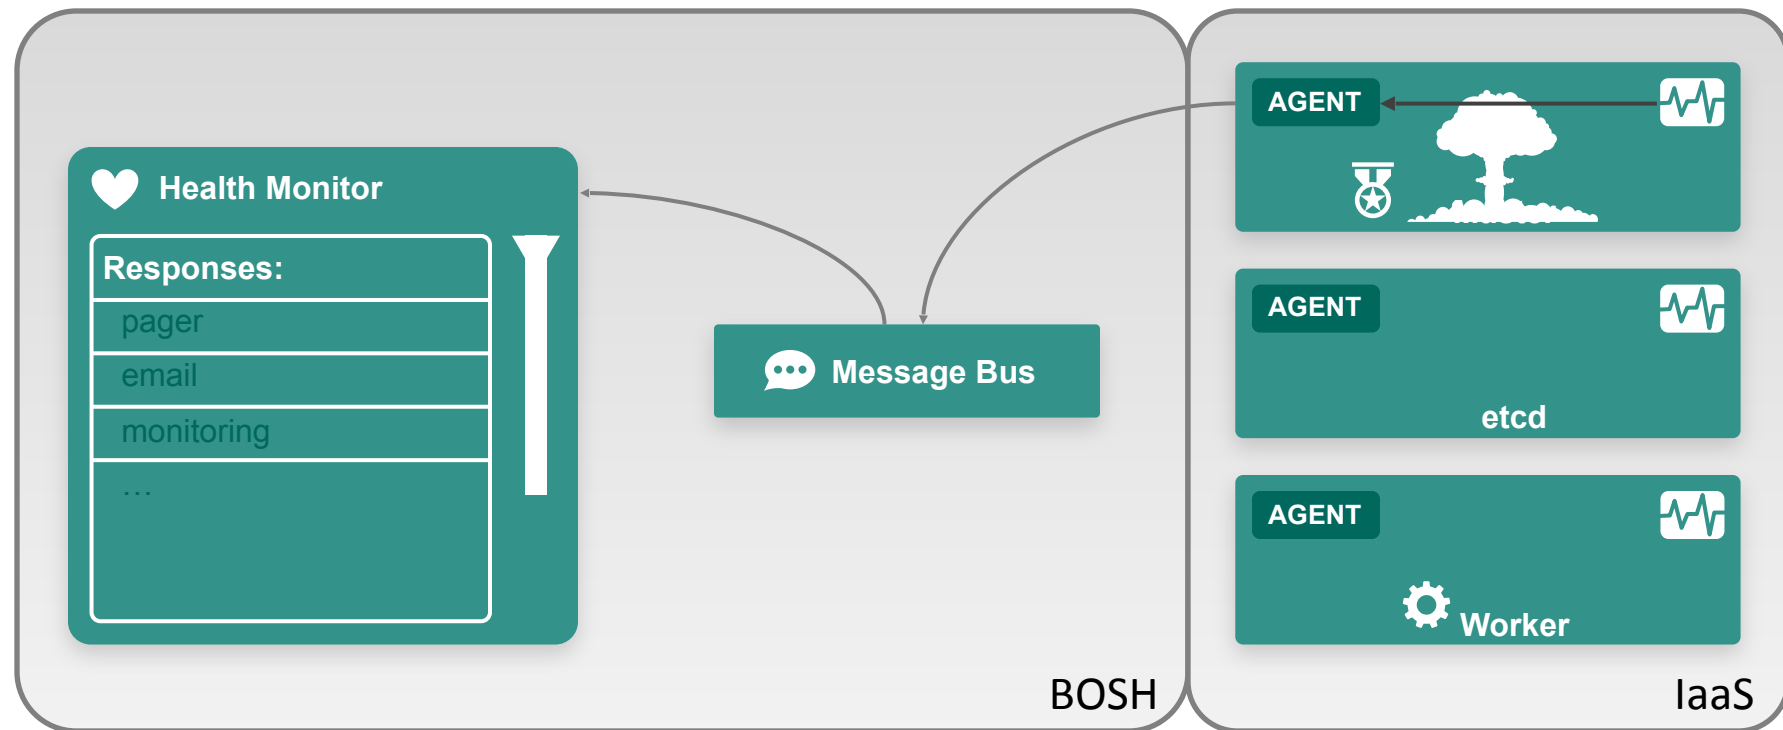 Health Monitor
Responses:
pager
email
monitoring
...
Message Bus
BOSH
AGENT
AGENT
etcd
AGENT
Worker
IaaS